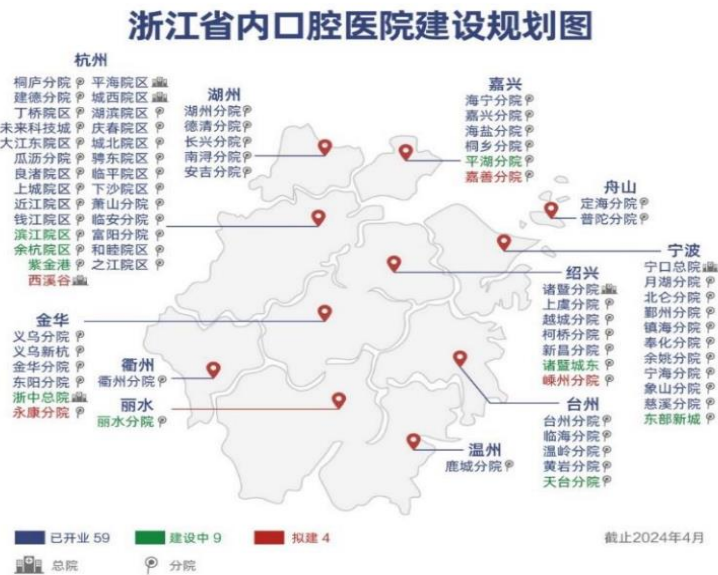 浙江省内口腔医院建设规划图
杭州
桐庐分院 平海院区
建德分院 城西院区
丁桥院区 湖滨院区
未来科技城 庆春院区
大江东院区 城北院区
瓜沥分院 骋东院区
良渚院区 临平院区
上城院区 下沙院区
近江院区 萧山分院
钱江院区 临安分院
滨江院区 富阳分院
余杭院区 和睦院区
紫金港 之江院区
西溪谷
湖州
湖州分院
德清分院
长兴分院
南浔分院
安吉分院
嘉兴
海宁分院
嘉兴分院
海盐分院
桐乡分院
平湖分院
嘉善分院
舟山
定海分院
普陀分院
宁波
宁口总院
月湖分院
北仑分院
鄞州分院
镇海分院
奉化分院
余姚分院
宁海分院
象山分院
慈溪分院
东部新城
绍兴
诸暨分院
上虞分院
越城分院
柯桥分院
新昌分院
诸暨城东
嵊州分院
金华
义乌分院
义乌新杭
金华分院
东阳分院
浙中总院
永康分院
衢州
衢州分院
丽水
丽水分院
台州
台州分院
临海分院
温岭分院
黄岩分院
天台分院
温州
鹿城分院
已开业 59
建设中 9
拟建 4
截止2024年4月
总院
分院